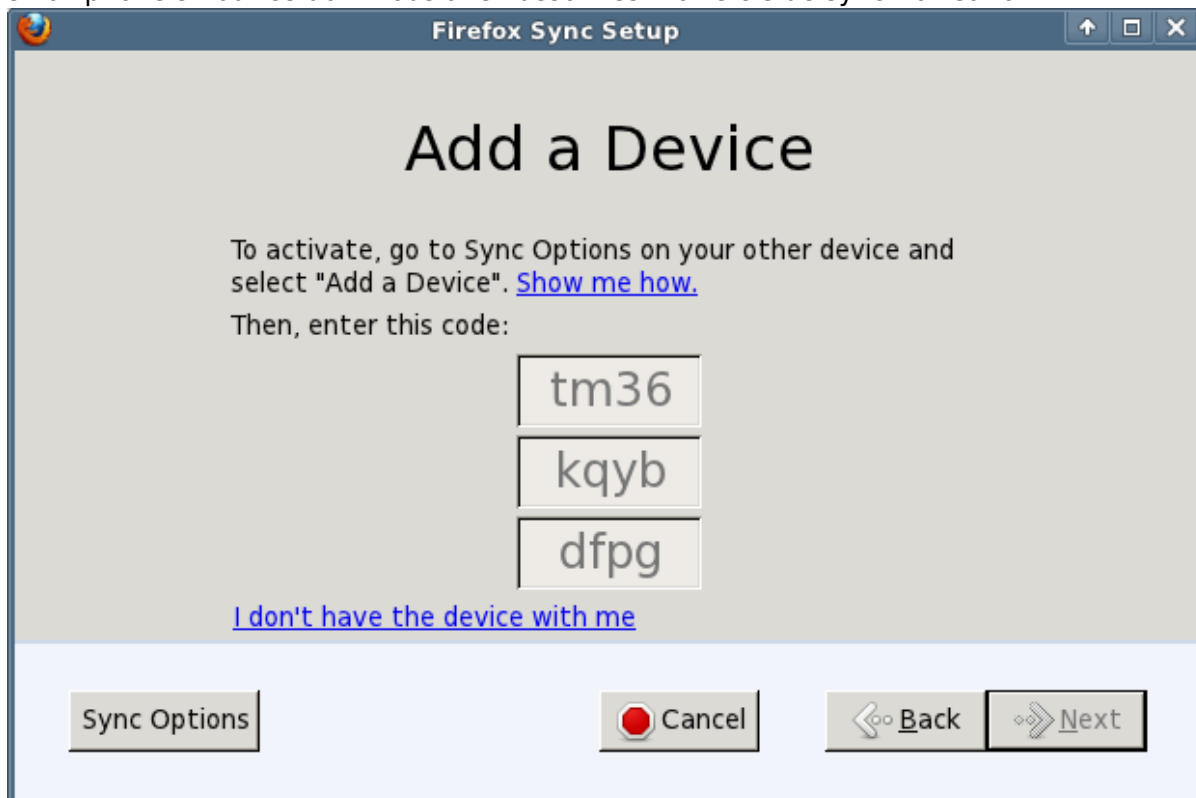 Firefox Sync Setup
Add a Device
To activate, go to Sync Options on your other device and
select "Add a Device". Show me how.
Then, enter this code:
tm36
kqyb
dfpg
I don't have the device with me
Sync Options
Cancel
Back
Next